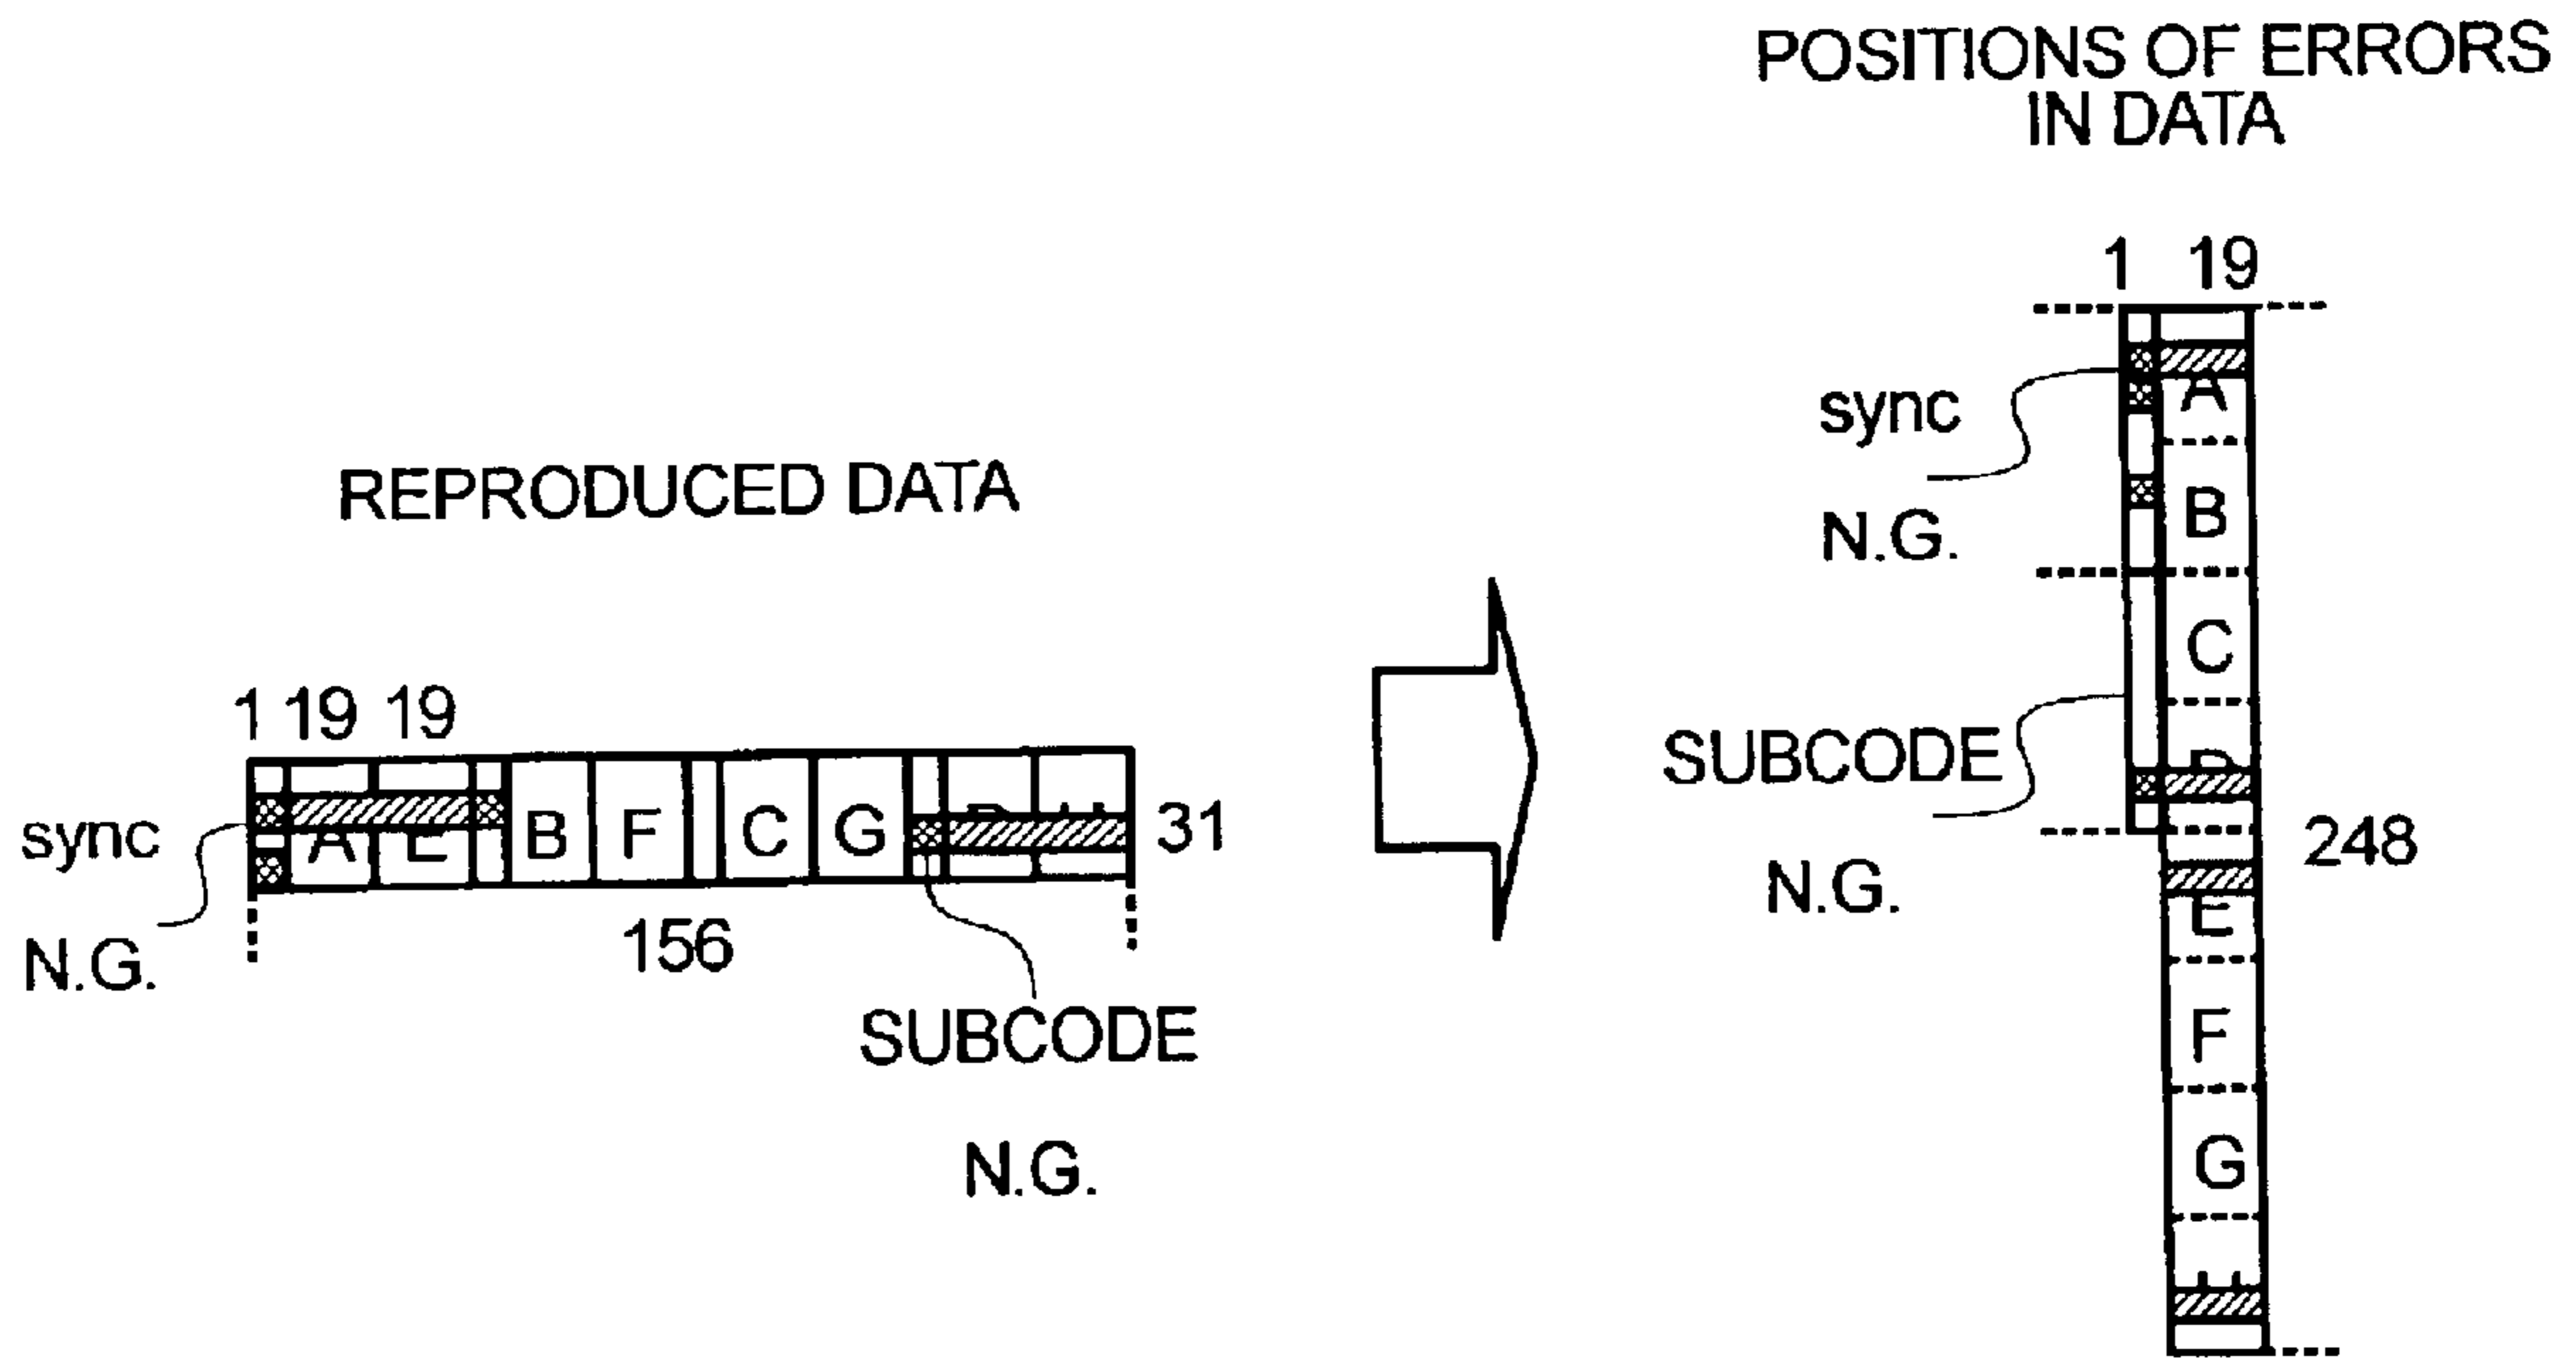 POSITIONS OF ERRORS
IN DATA
1 19
sync
N.G.
A
B
C
SUBCODE
N.G.
248
E
F
G
REPRODUCED DATA
1 19 19
sync
N.G.
A E B F C G
31
156
SUBCODE
N.G.